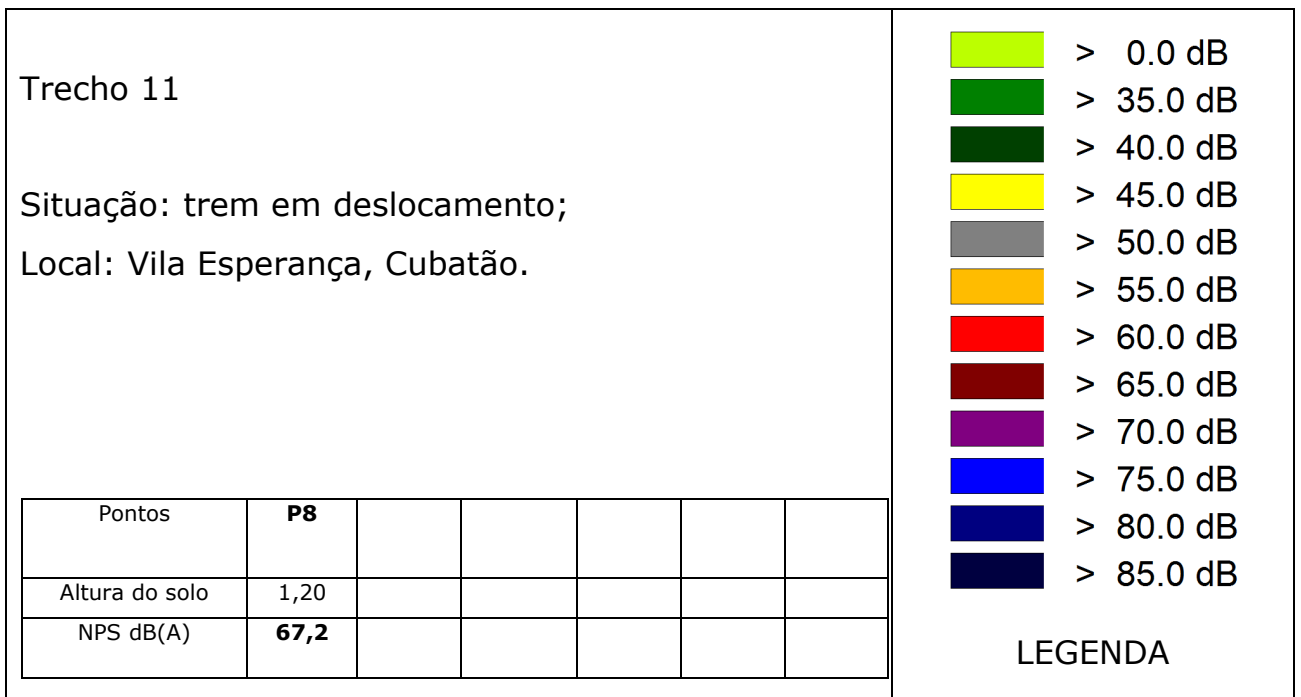 Trecho 11
Situação: trem em deslocamento;
Local: Vila Esperança, Cubatão.
Pontos P8
Altura do solo 1,20
NPS dB(A) 67,2
> 0.0 dB
> 35.0 dB
> 40.0 dB
> 45.0 dB
> 50.0 dB
> 55.0 dB
> 60.0 dB
> 65.0 dB
> 70.0 dB
> 75.0 dB
> 80.0 dB
> 85.0 dB
LEGENDA